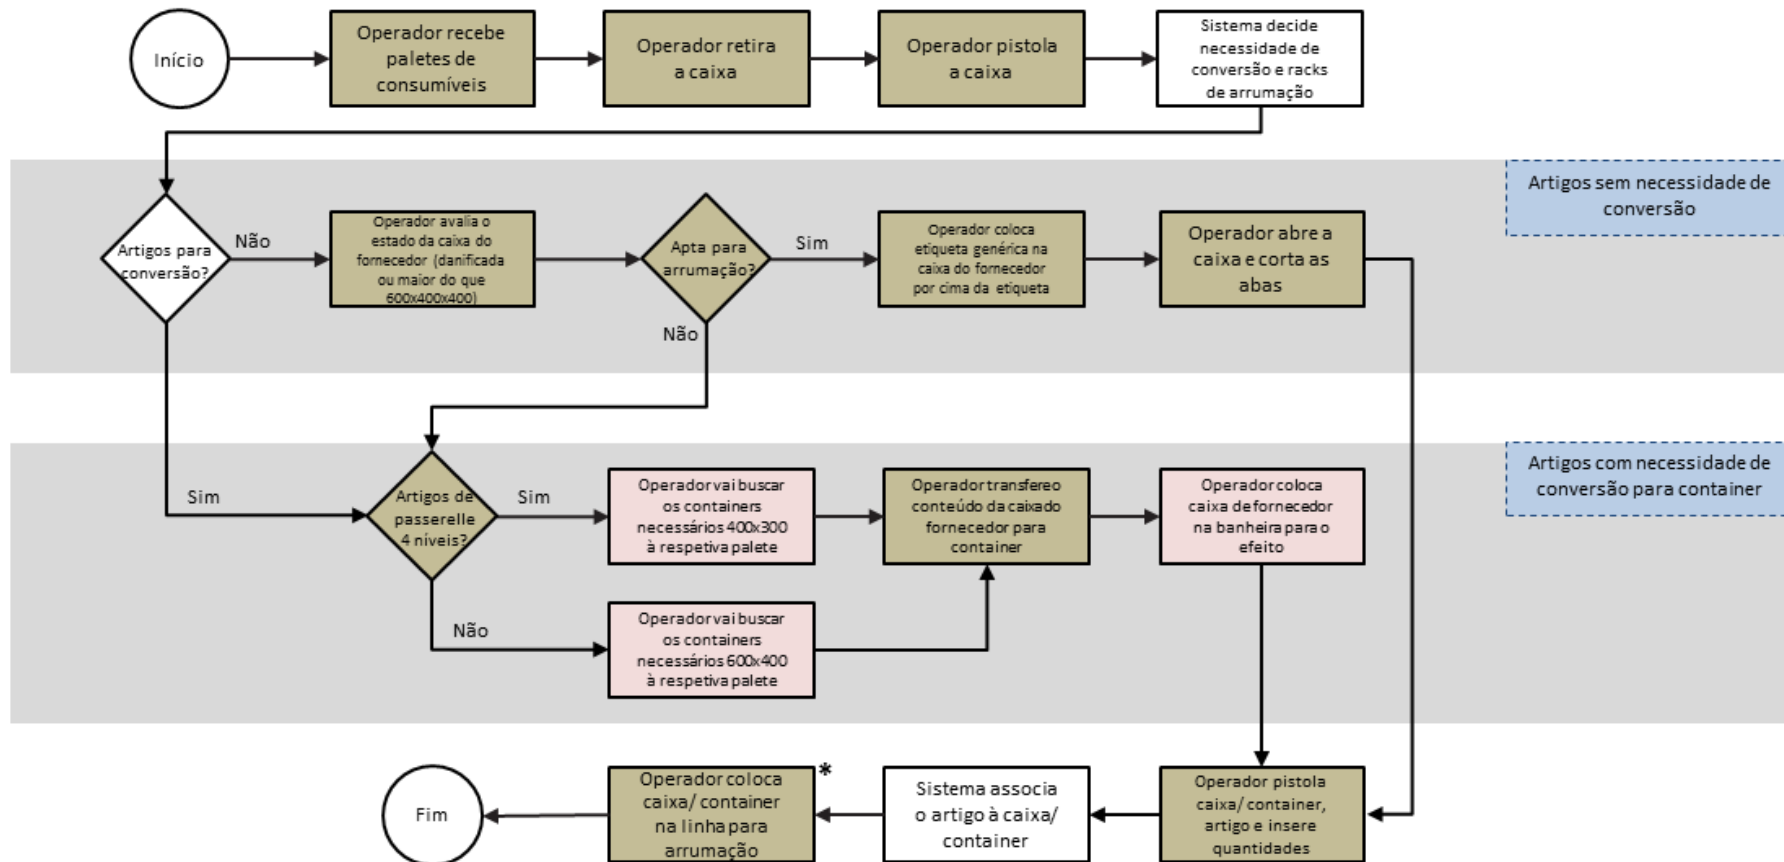 Início
Operador recebe
paletes de
consumíveis
Operador retira
a caixa
Operador pistola
a caixa
Sistema decide
necessidade de
conversão e racks
de arrumação
Artigos sem necessidade de
conversão
Artigos para
conversão?
Não
Operador avalia o
estado da caixa do
fornecedor (danificada
ou maior do que
600x400x400)
Apta para
arrumação?
Sim
Operador coloca
etiqueta genérica na
caixa do fornecedor
por cima da etiqueta
Operador abre a
caixa e corta as
abas
Não
Artigos com necessidade de
conversão para container
Sim
Artigos de
passerelle
4 níveis?
Sim
Operador vai buscar
os containers
necessários 400x300
à respetiva palete
Operador transfereo
conteúdo da caixado
fornecedor para
container
Operador coloca
caixa de fornecedor
na banheira para o
efeito
Não
Operador vai buscar
os containers
necessários 600x400
à respetiva palete
Fim
Operador coloca
caixa/ container
na linha para
arrumação
*
Sistema associa
o artigo à caixa/
container
Operador pistola
caixa/ container,
artigo e insere
quantidades